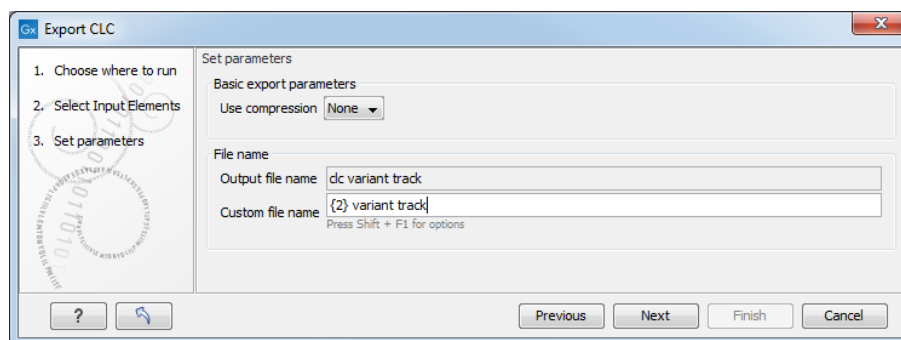 Gx Export CLC
X
Set parameters
1. Choose where to run
2. Select Input Elements
3. Set parameters
Basic export parameters
Use compression None
File name
Output file name clc variant track
Custom file name {2} variant track
Press Shift + F1 for options
? 
Previous Next Finish Cancel